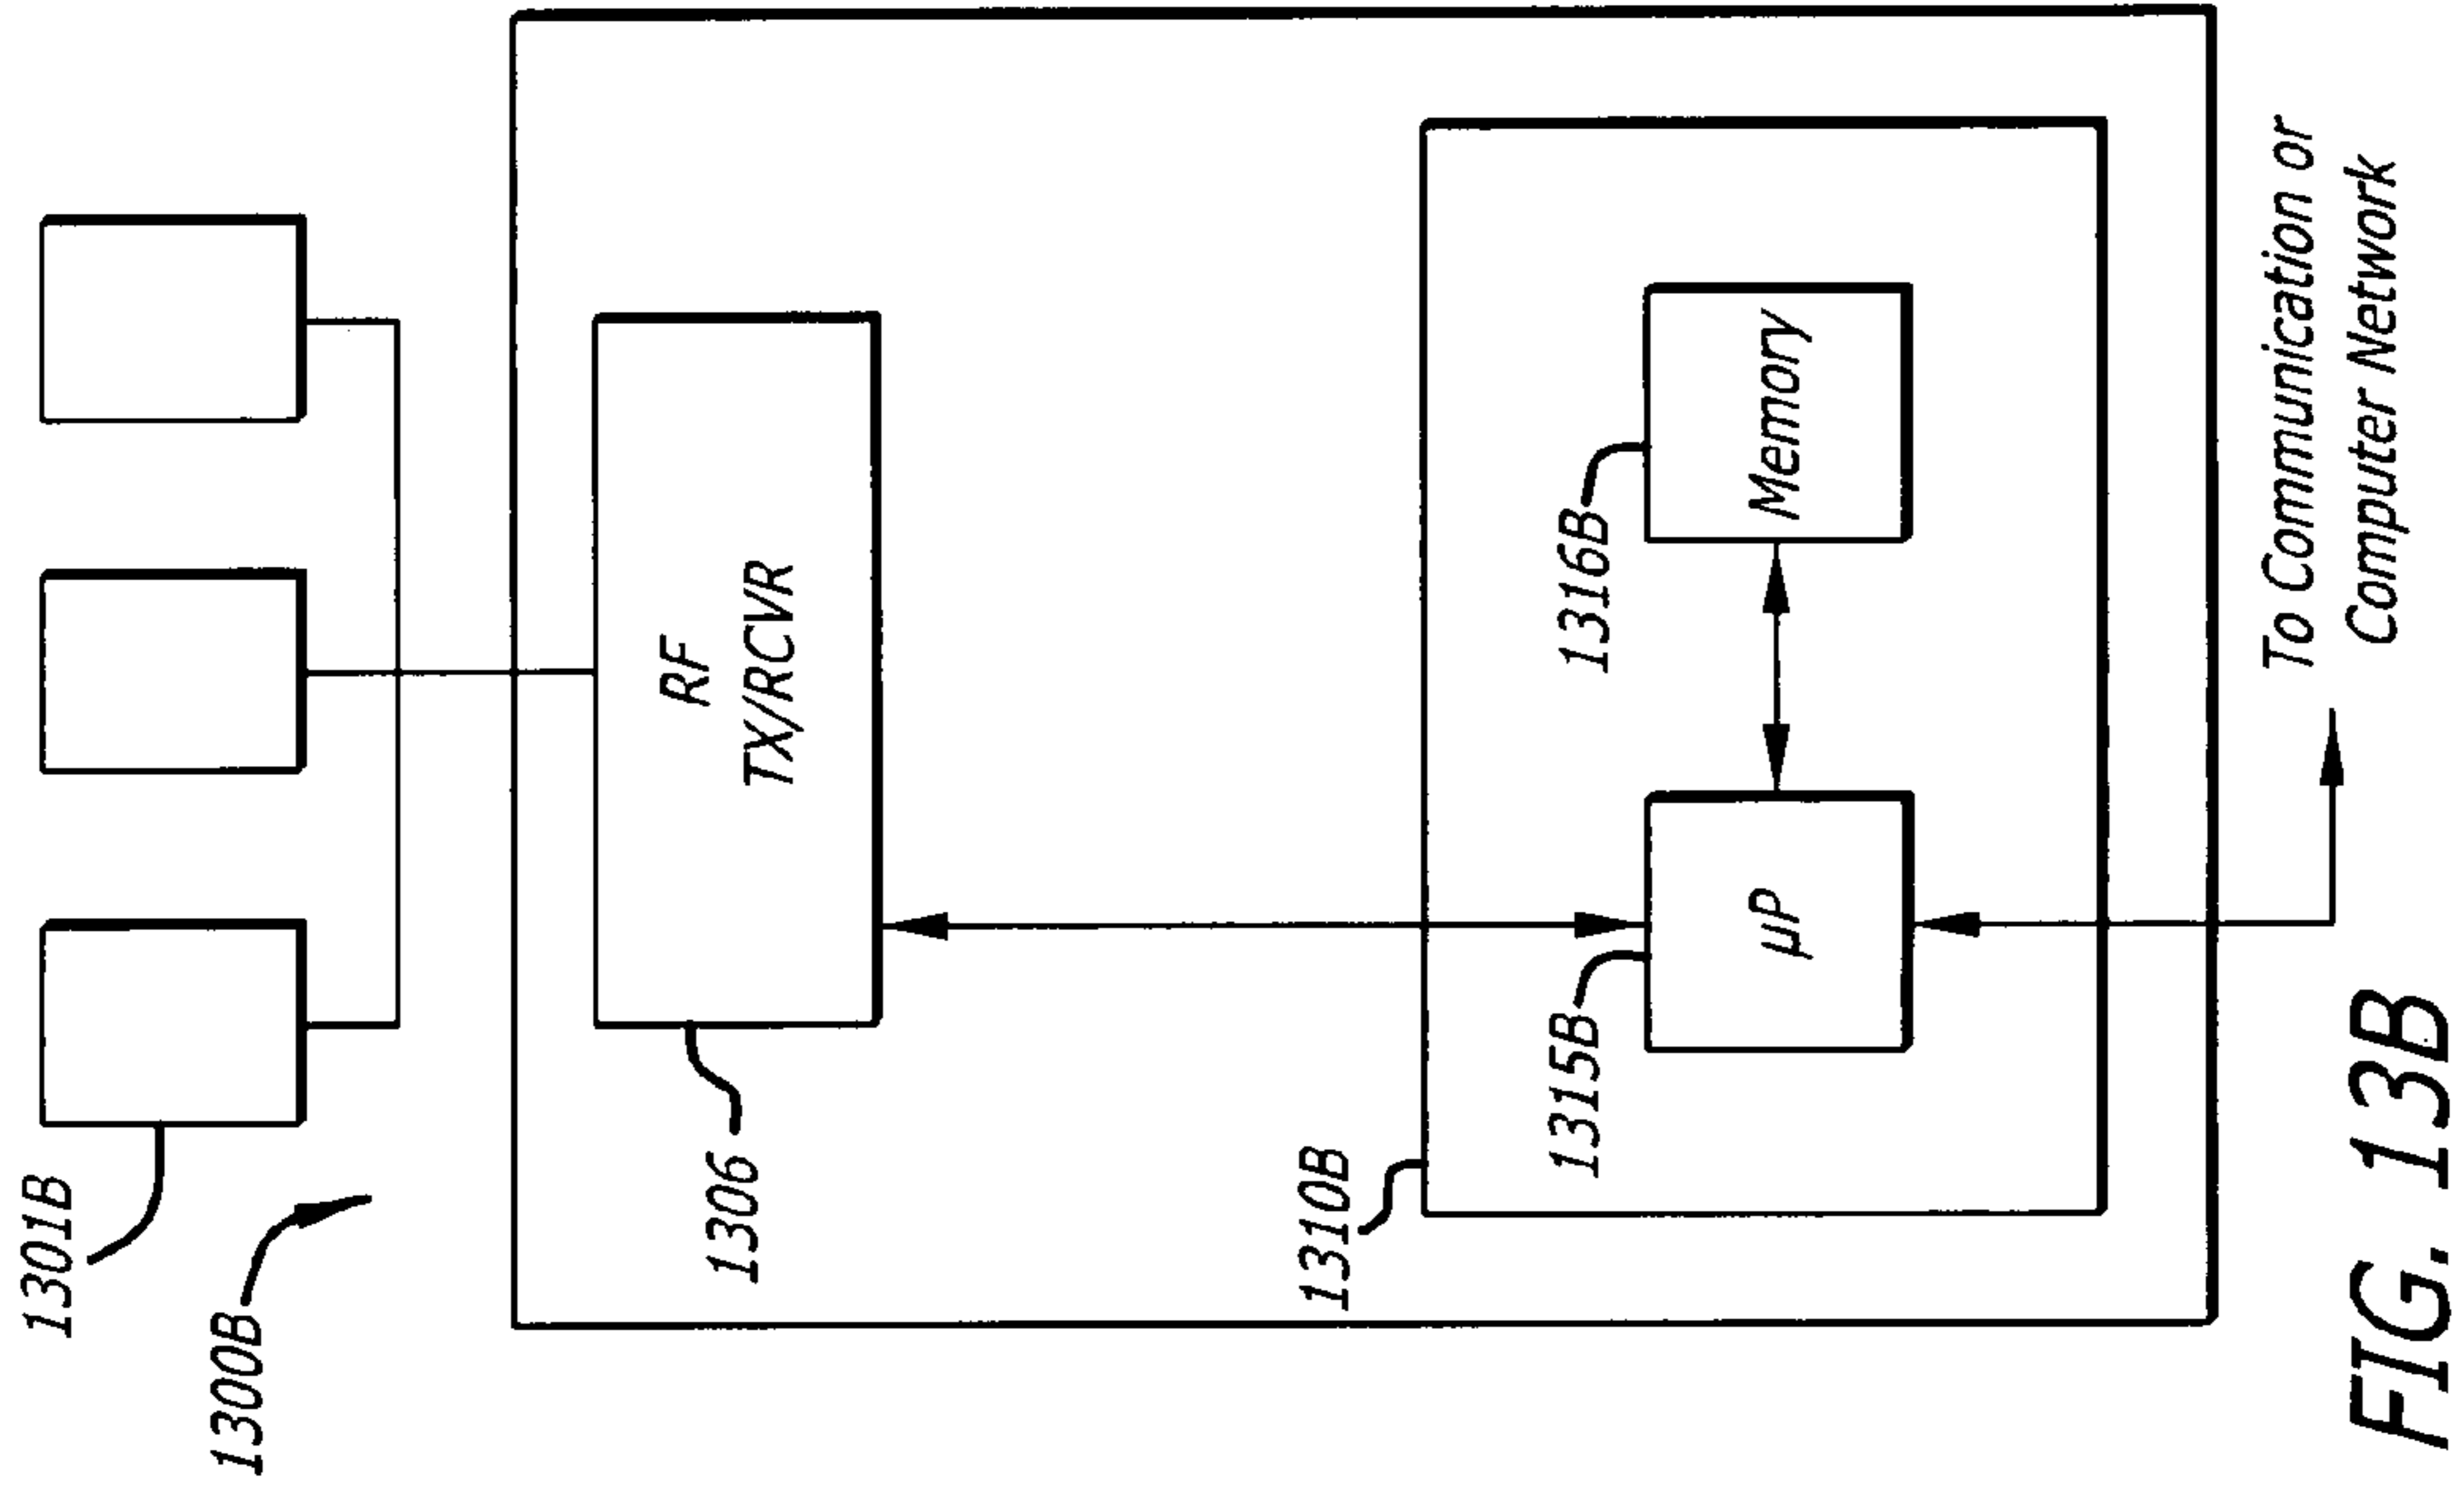 1301B
1300B
RF
TX/RCVR
1306
1310B
1316B
Memory
1315B
μP
To Communication or
Computer Network
FIG. 13B